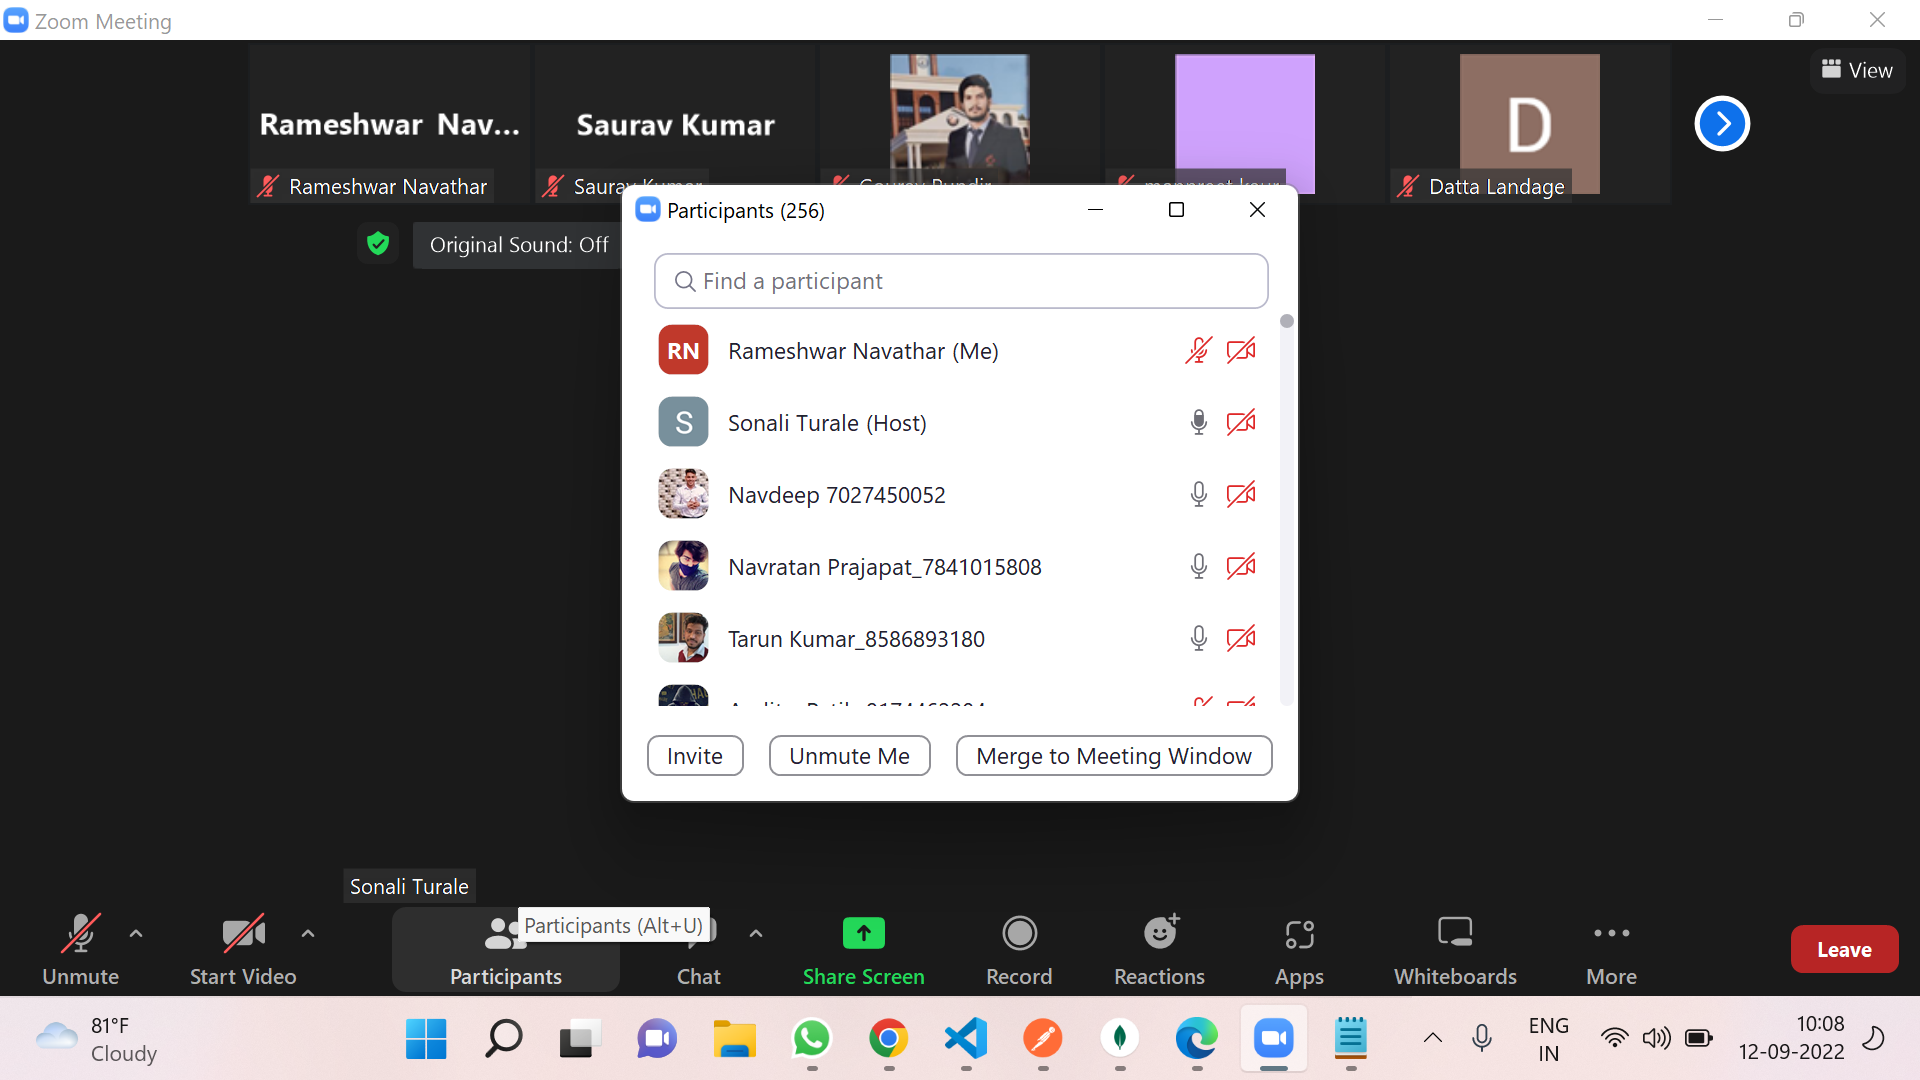 Zoom Meeting
View
Rameshwar Nav...
Saurav Kumar
D
Rameshwar Navathar
Saurav Kumar
Datta Landage
Original Sound: Off
Participants (256)
Find a participant
RN
Rameshwar Navathar (Me)
S
Sonali Turale (Host)
Navdeep 7027450052
Navratan Prajapat_7841015808
Tarun Kumar_8586893180
Invite
Unmute Me
Merge to Meeting Window
Sonali Turale
Participants (Alt+U)
Unmute
Start Video
Participants
Chat
Share Screen
Record
Reactions
Apps
Whiteboards
More
Leave
81°F
Cloudy
ENG
IN
10:08
12-09-2022